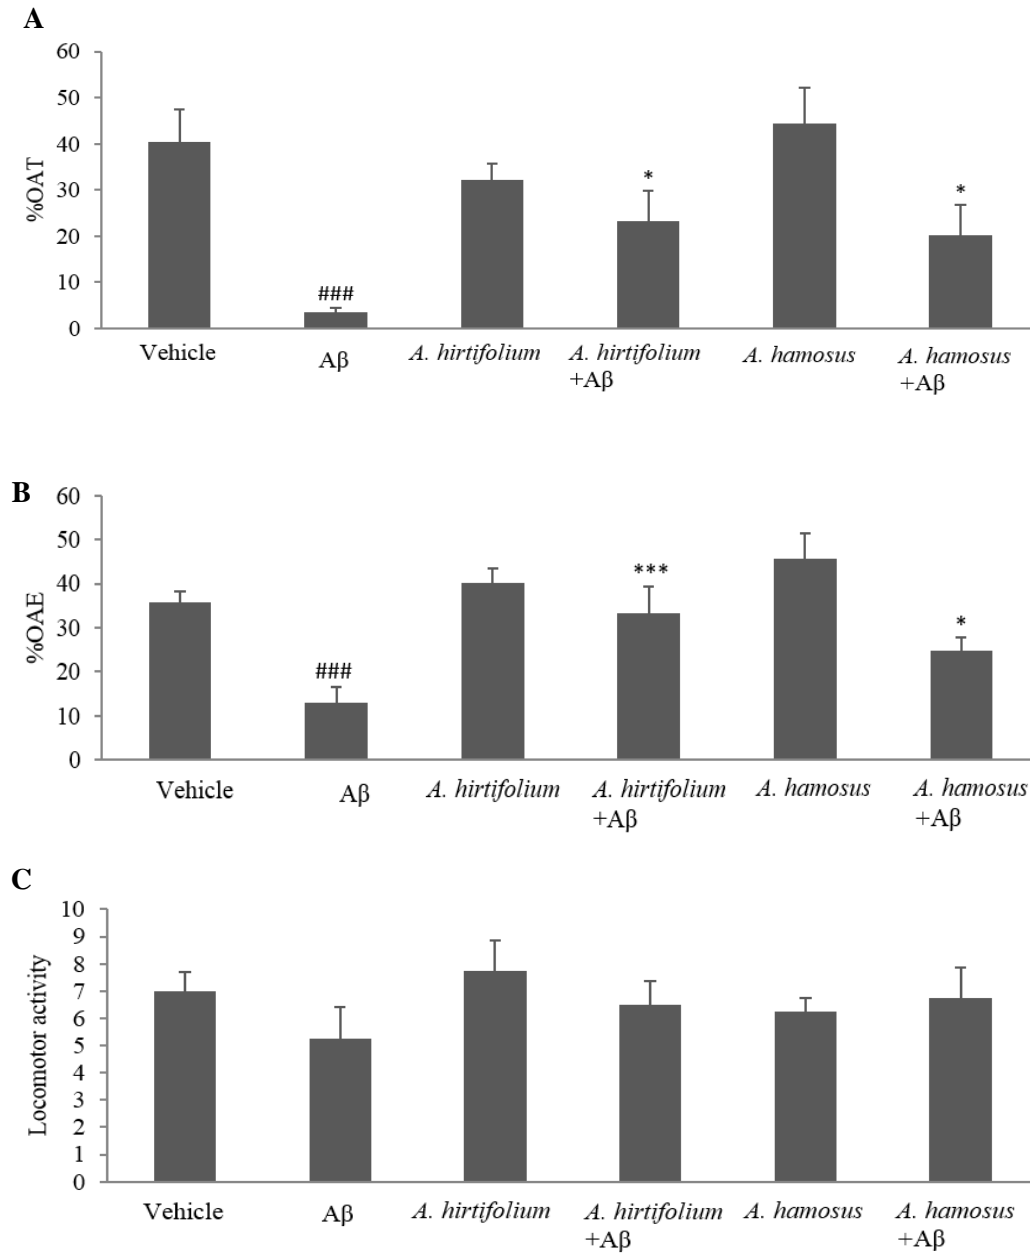 A
60
50
40
30
20
10
0
%OAT
###
*
*
Vehicle
Aβ
A. hirtifolium
A. hirtifolium
+Aβ
A. hamosus
A. hamosus
+Aβ
B
60
50
40
30
20
10
0
%OAE
###
***
*
Vehicle
Aβ
A. hirtifolium
A. hirtifolium
+Aβ
A. hamosus
A. hamosus
+Aβ
C
10
9
8
7
6
5
4
3
2
1
0
Locomotor activity
Vehicle
Aβ
A. hirtifolium
A. hirtifolium
+Aβ
A. hamosus
A. hamosus
+Aβ